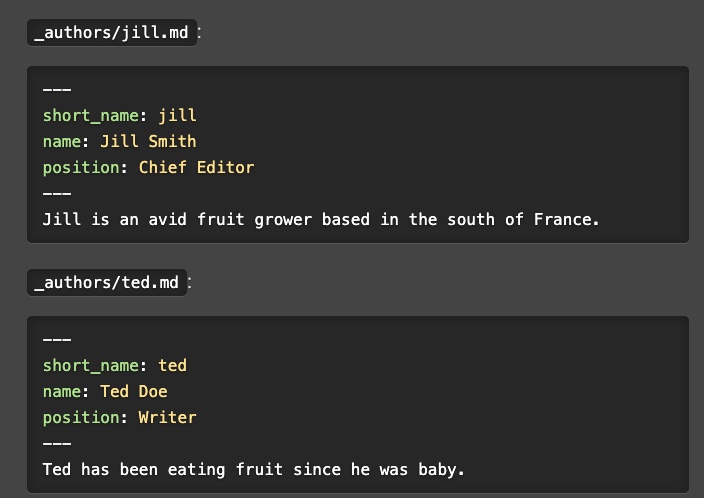 _authors/jill.md:
---
short_name: jill
name: Jill Smith
position: Chief Editor
---
Jill is an avid fruit grower based in the south of France.
_authors/ted.md:
---
short_name: ted
name: Ted Doe
position: Writer
---
Ted has been eating fruit since he was baby.